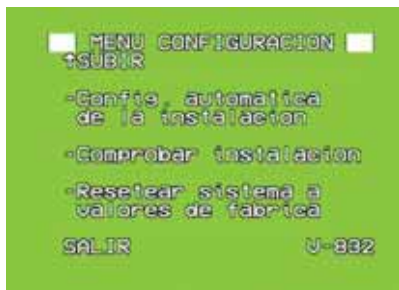 MENU CONFIGURACION
↑SUBIR
-Config. automatica
de la instalacion
-Comprobar instalacion
-Resetear sistema a
valores de fabrica
SALIR V-832